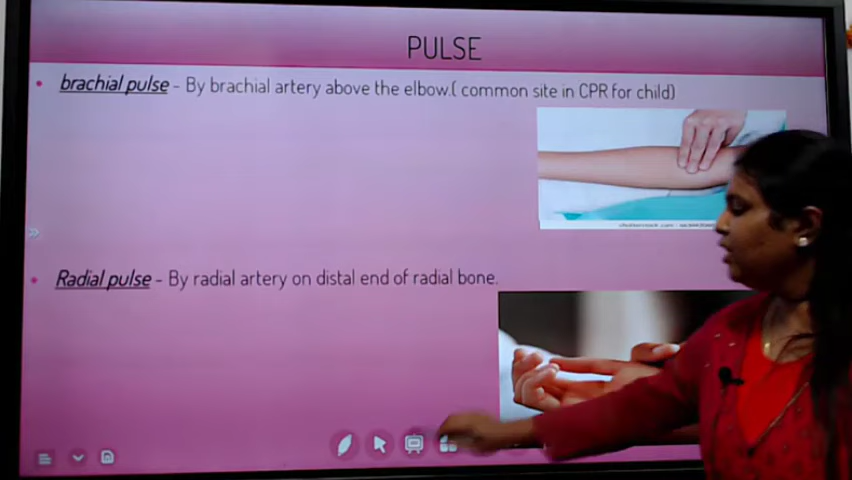 PULSE
• brachial pulse - By brachial artery above the elbow.( common site in CPR for child)
• Radial pulse - By radial artery on distal end of radial bone.